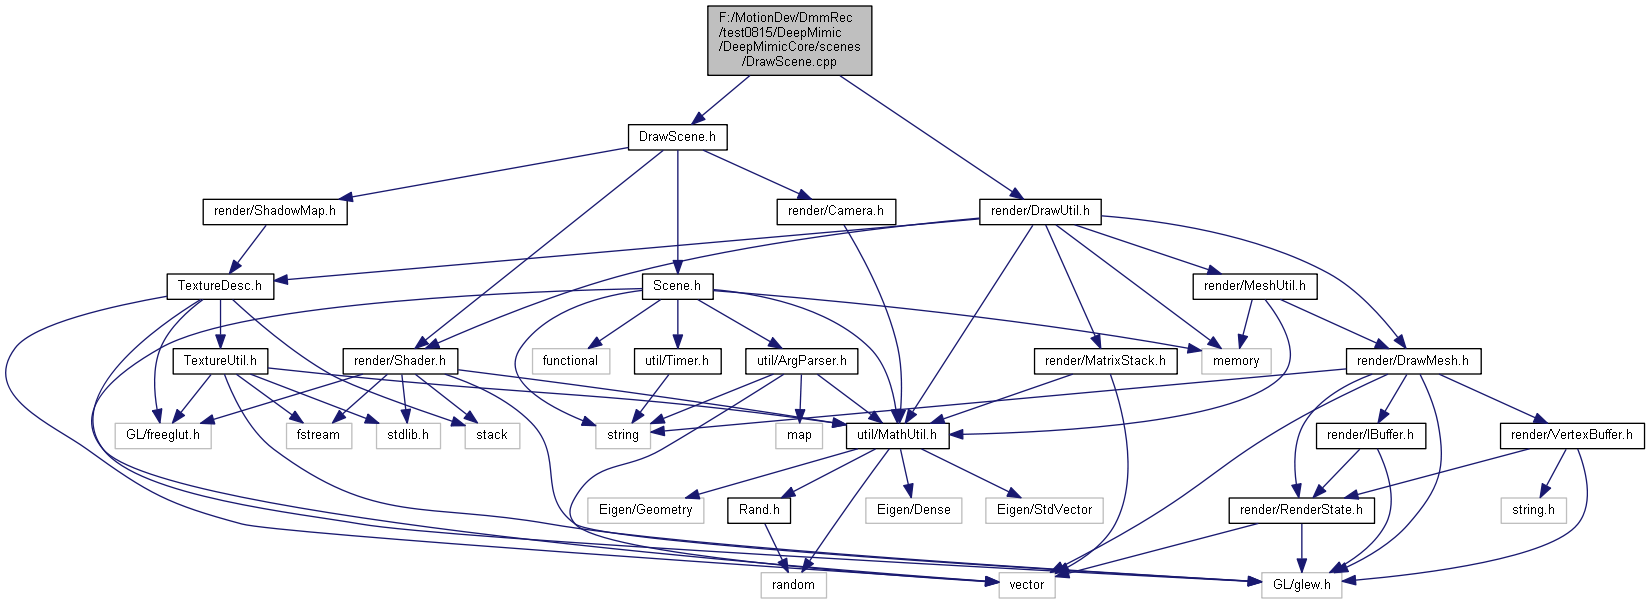 F:/MotionDev/DmmRec
/test0815/DeepMimic
/DeepMimicCore/scenes
/DrawScene.cpp
DrawScene.h
render/ShadowMap.h
render/Camera.h
render/DrawUtil.h
TextureDesc.h
Scene.h
render/MeshUtil.h
TextureUtil.h
render/Shader.h
functional
util/Timer.h
util/ArgParser.h
render/MatrixStack.h
memory
render/DrawMesh.h
GL/freeglut.h
fstream
stdlib.h
stack
string
map
util/MathUtil.h
render/IBuffer.h
render/VertexBuffer.h
Eigen/Geometry
Rand.h
Eigen/Dense
Eigen/StdVector
render/RenderState.h
string.h
random
vector
GL/glew.h